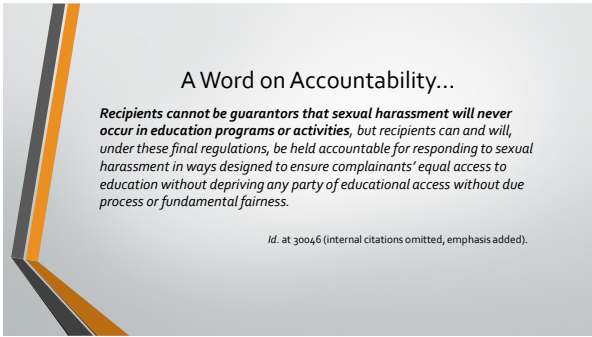 A Word on Accountability…
Recipients cannot be guarantors that sexual harassment will never
occur in education programs or activities, but recipients can and will,
under these final regulations, be held accountable for responding to sexual
harassment in ways designed to ensure complainants’ equal access to
education without depriving any party of educational access without due
process or fundamental fairness.
Id. at 30046 (internal citations omitted, emphasis added).